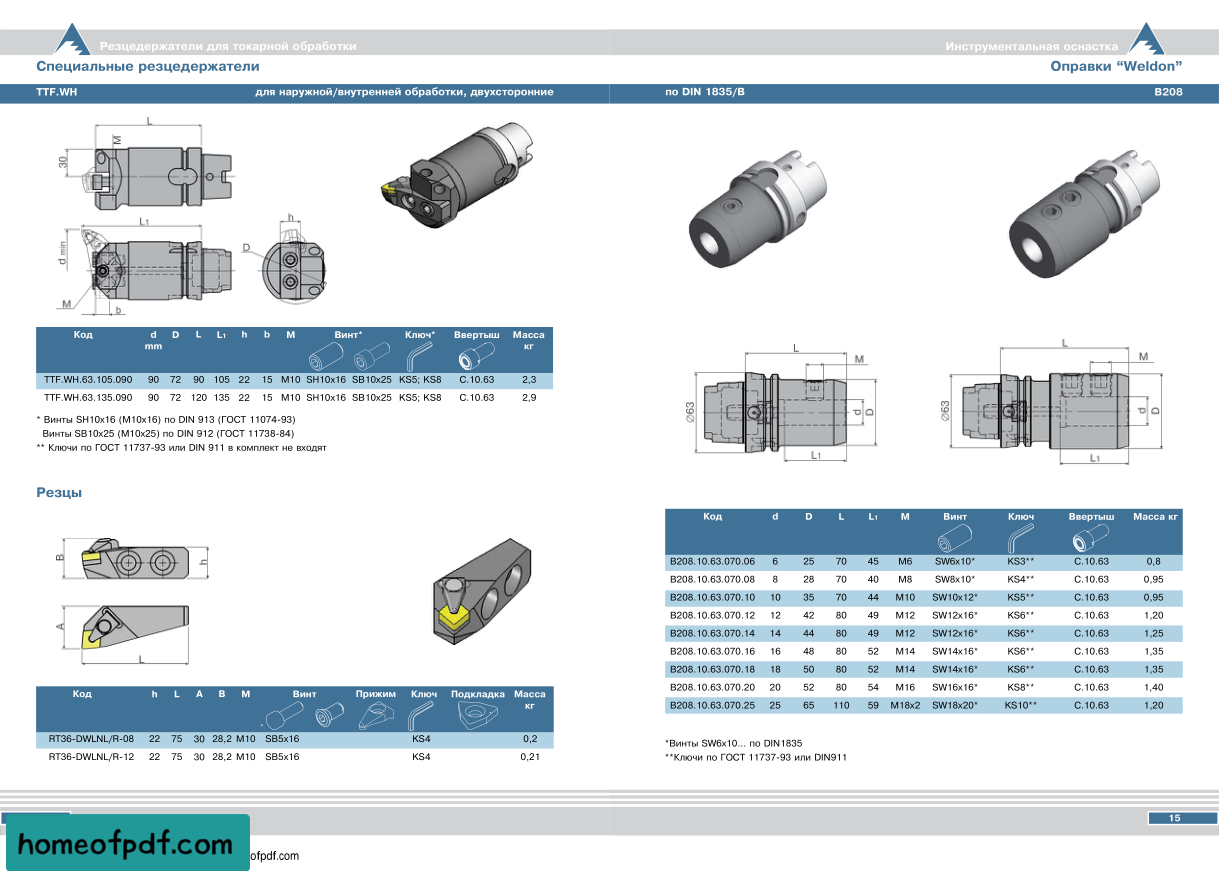 Резцедержатели для токарной обработки
Специальные резцедержатели
TTF.WH для наружной/внутренней обработки, двухсторонние
L
M
30
L1
h
d min
D
M
b
Код d mm D L L1 h b M Винт* Ключ* Ввертыш Масса кг
TTF.WH.63.105.090 90 72 90 105 22 15 M10 SH10x16 SB10x25 KS5; KS8 C.10.63 2,3
TTF.WH.63.135.090 90 72 120 135 22 15 M10 SH10x16 SB10x25 KS5; KS8 C.10.63 2,9
* Винты SH10x16 (M10x16) по DIN 913 (ГОСТ 11074-93)
Винты SB10x25 (M10x25) по DIN 912 (ГОСТ 11738-84)
** Ключи по ГОСТ 11737-93 или DIN 911 в комплект не входят
Резцы
B
h
A
L
Код h L A B M Винт Прижим Ключ Подкладка Масса кг
RT36-DWLNL/R-08 22 75 30 28,2 M10 SB5x16 KS4 0,2
RT36-DWLNL/R-12 22 75 30 28,2 M10 SB5x16 KS4 0,21
Инструментальная оснастка
Оправки “Weldon”
по DIN 1835/B B208
L
M
∅63
d
D
L1
L
M
∅63
d
D
L1
Код d D L L1 M Винт Ключ Ввертыш Масса кг
B208.10.63.070.06 6 25 70 45 M6 SW6x10* KS3** C.10.63 0,8
B208.10.63.070.08 8 28 70 40 M8 SW8x10* KS4** C.10.63 0,95
B208.10.63.070.10 10 35 70 44 M10 SW10x12* KS5** C.10.63 0,95
B208.10.63.070.12 12 42 80 49 M12 SW12x16* KS6** C.10.63 1,20
B208.10.63.070.14 14 44 80 49 M12 SW12x16* KS6** C.10.63 1,25
B208.10.63.070.16 16 48 80 52 M14 SW14x16* KS6** C.10.63 1,35
B208.10.63.070.18 18 50 80 52 M14 SW14x16* KS6** C.10.63 1,35
B208.10.63.070.20 20 52 80 54 M16 SW16x16* KS8** C.10.63 1,40
B208.10.63.070.25 25 65 110 59 M18x2 SW18x20* KS10** C.10.63 1,20
*Винты SW6x10... по DIN1835
**Ключи по ГОСТ 11737-93 или DIN911
15
homeofpdf.com
ofpdf.com